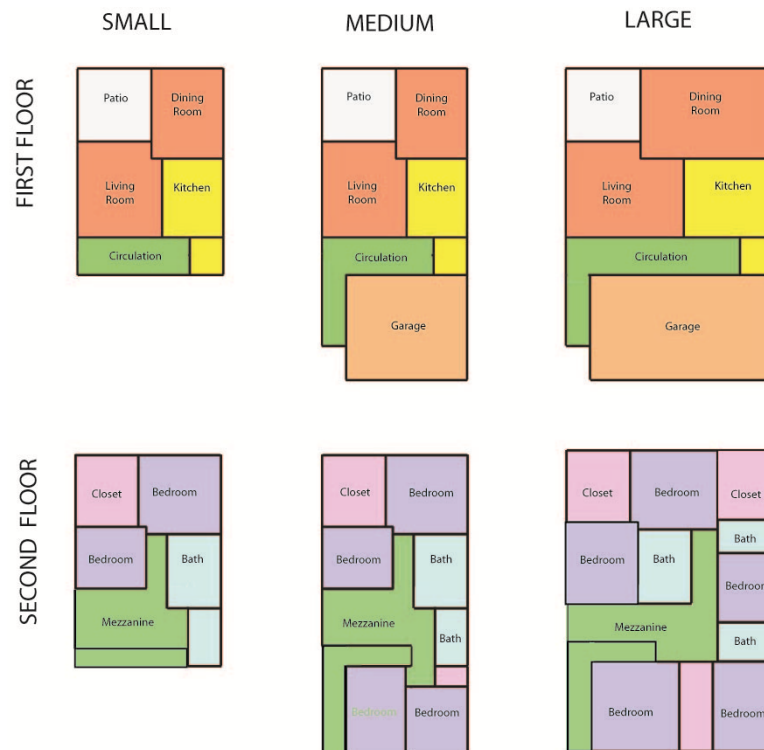 SMALL
MEDIUM
LARGE
FIRST FLOOR
Patio
Dining
Room
Living
Room
Kitchen
Circulation
Patio
Dining
Room
Living
Room
Kitchen
Circulation
Garage
Patio
Dining
Room
Living
Room
Kitchen
Circulation
Garage
SECOND FLOOR
Closet
Bedroom
Bedroom
Bath
Mezzanine
Closet
Bedroom
Bedroom
Bath
Mezzanine
Bath
Bedroom
Bedroom
Closet
Bedroom
Closet
Bedroom
Bath
Bath
Bedroom
Mezzanine
Bath
Bedroom
Bedroom